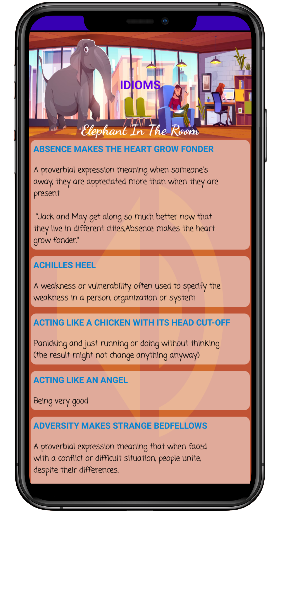 IDIOMS
Elephant In The Room
ABSENCE MAKES THE HEART GROW FONDER
A proverbial expression meaning when someone's
away, they are appreciated more than when they are
present
"Jack and May get along so much better now that
they live in different cities,Absence makes the heart
grow fonder."
ACHILLES HEEL
A weakness or vulnerability often used to specify the
weakness in a person, organization or system
ACTING LIKE A CHICKEN WITH ITS HEAD CUT-OFF
Panicking and just running or doing without thinking
(the result might not change anything anyway)
ACTING LIKE AN ANGEL
Being very good
ADVERSITY MAKES STRANGE BEDFELLOWS
A proverbial expression meaning that when faced
with a conflict or difficult situation, people unite,
despite their differences.